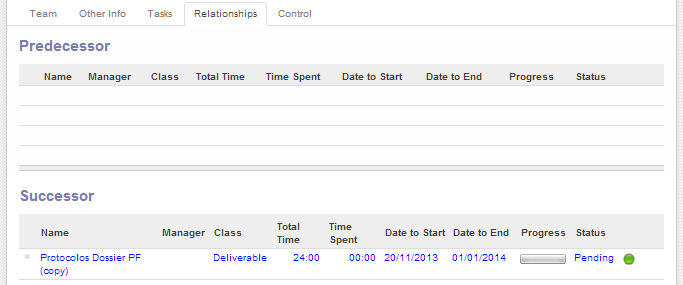 Team Other Info Tasks Relationships Control
Predecessor
Name Manager Class Total Time Time Spent Date to Start Date to End Progress Status
Successor
Name Manager Class Total Time Time Spent Date to Start Date to End Progress Status
Protocolos Dossier PF (copy) Deliverable 24:00 00:00 20/11/2013 01/01/2014 Pending